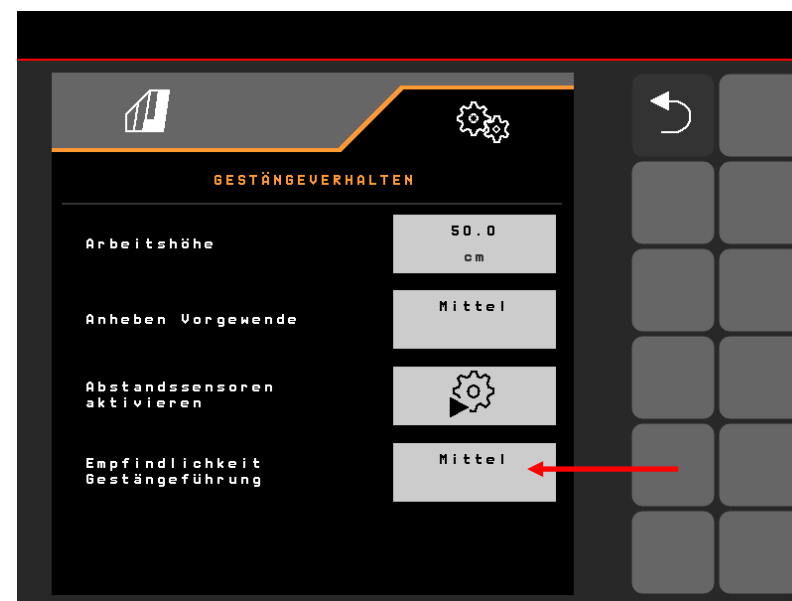 GESTÄNGEVERHALTEN
Arbeitshöhe
50.0
cm
Anheben Vorgewende
Mittel
Abstandssensoren
aktivieren
Empfindlichkeit
Gestängeführung
Mittel